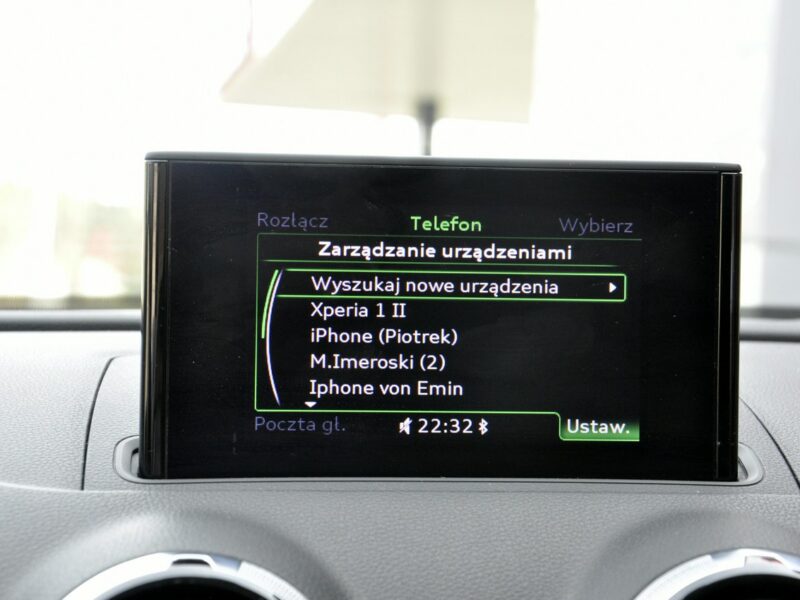 Rozłącz Telefon Wybierz
Zarządzanie urządzeniami
Wyszukaj nowe urządzenia
Xperia 1 II
iPhone (Piotrek)
M.Imeroski (2)
Iphone von Emin
Poczta gł. 22:32 Ustaw.